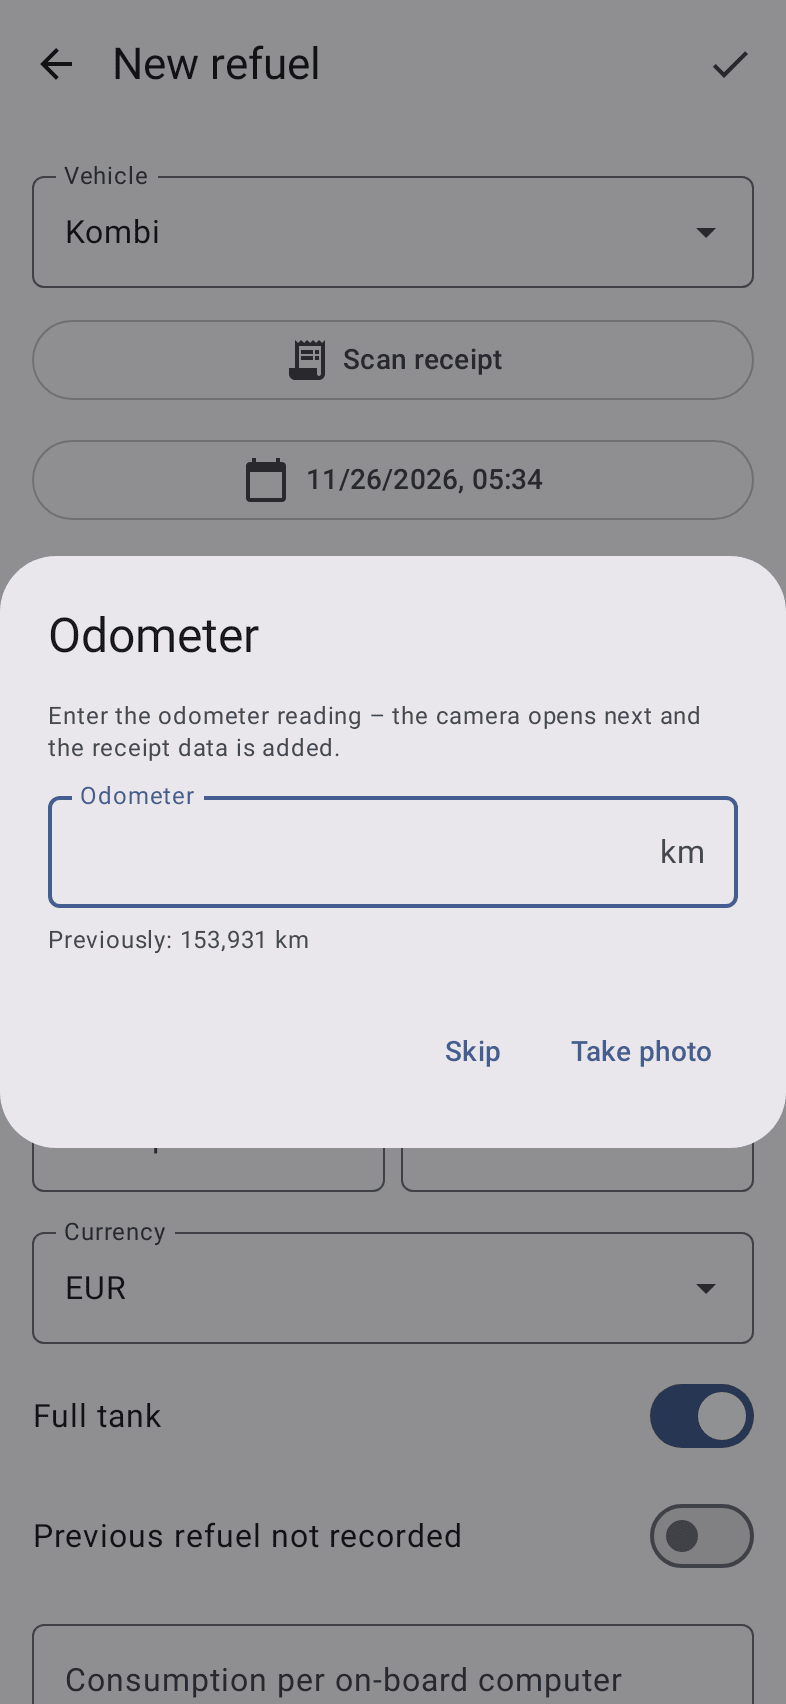 New refuel
Vehicle
Kombi
Scan receipt
11/26/2026, 05:34
Odometer
Enter the odometer reading – the camera opens next and
the receipt data is added.
Odometer
km
Previously: 153,931 km
Skip
Take photo
Currency
EUR
Full tank
Previous refuel not recorded
Consumption per on-board computer